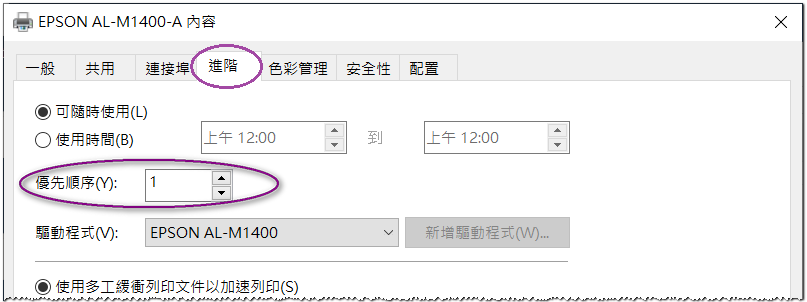 EPSON AL-M1400-A 內容
一般 共用 連接埠 進階 色彩管理 安全性 配置
可隨時使用(L)
使用時間(B) 上午 12:00 到 上午 12:00
優先順序(Y): 1
驅動程式(V): EPSON AL-M1400 新增驅動程式(W)...
使用多工緩衝列印文件以加速列印(S)